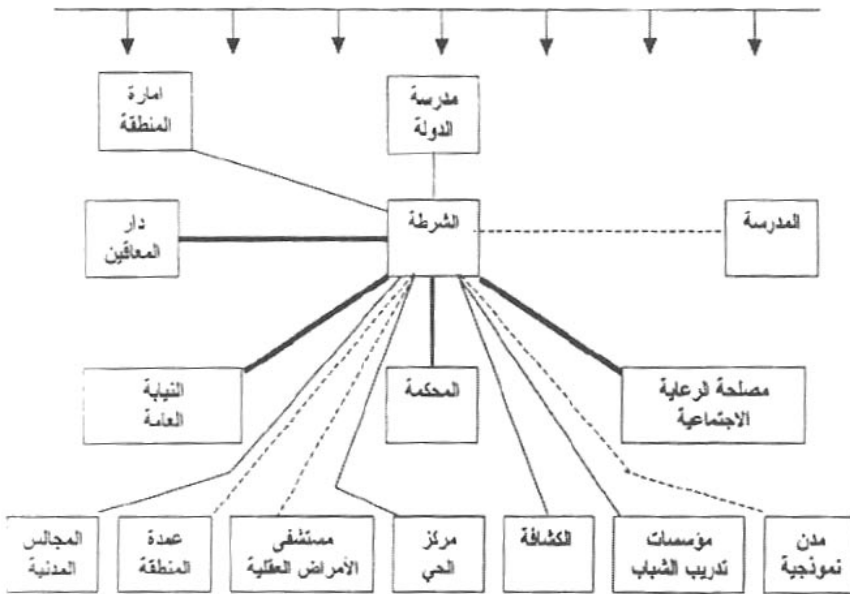 امارة
المنطقة
مدرسة
الدولة
دار
المعاقين
الشرطة
المدرسة
النيابة
العامة
المحكمة
مصلحة الرعاية
الاجتماعية
المجالس
المدنية
عمدة
المنطقة
مستشفى
الأمراض العقلية
مركز
الحي
الكشافة
مؤسسات
تدريب الشباب
مدن
نموذجية